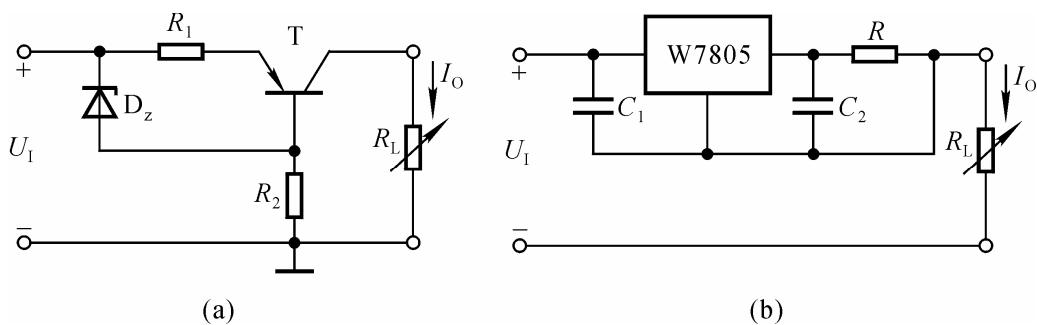 R1
T
+
Dz
UI
R2
RL
IO
−
(a)
W7805
R
+
C1
C2
UI
RL
IO
−
(b)